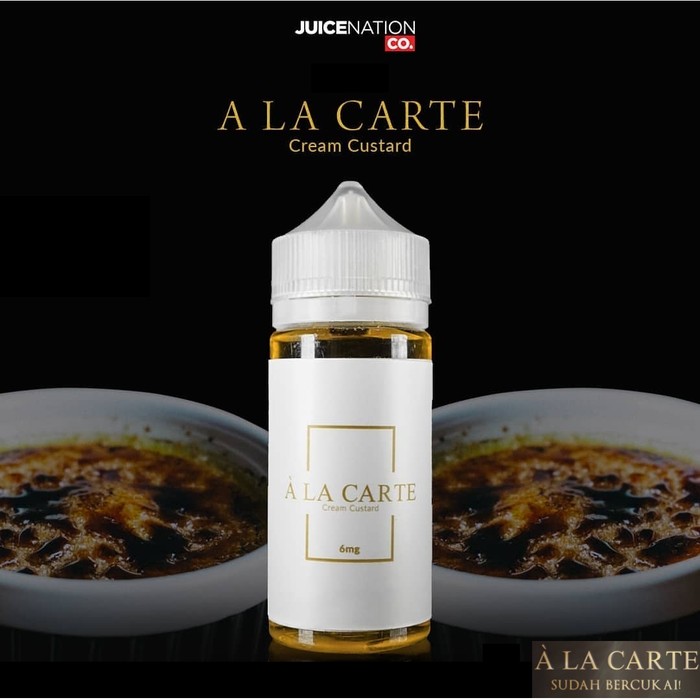 JUICENATION
CO.
A LA CARTE
Cream Custard
À LA CARTE
Cream Custard
6mg
À LA CARTE
SUDAH BERCUKAI!